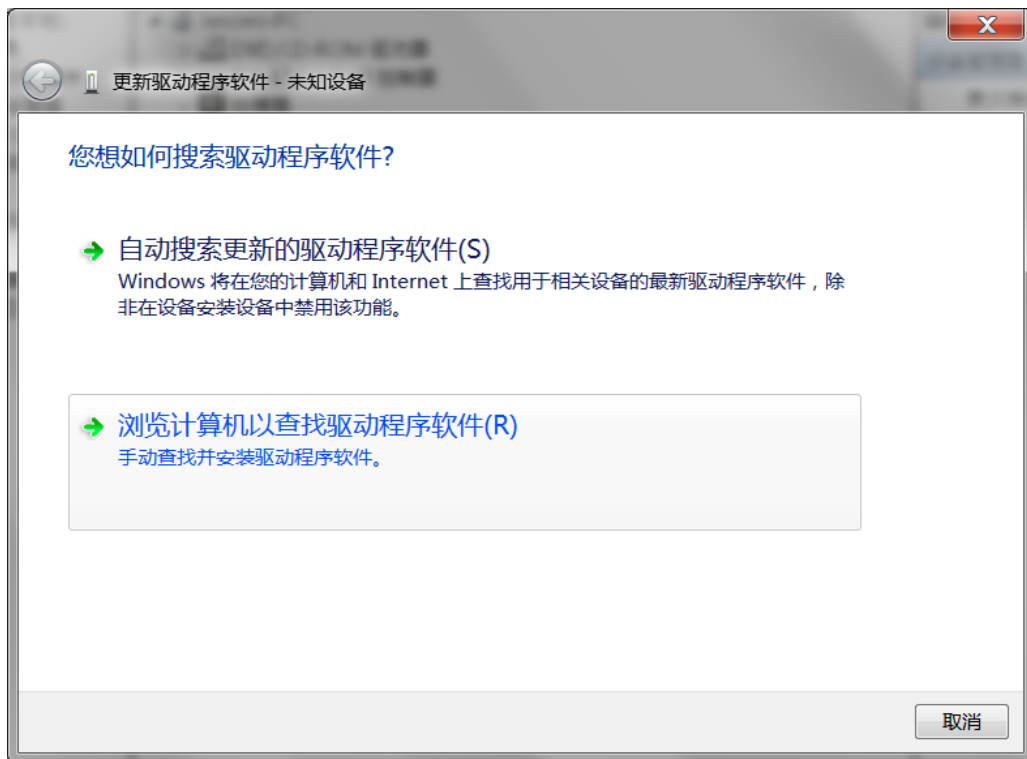 更新驱动程序软件 - 未知设备
您想如何搜索驱动程序软件?
自动搜索更新的驱动程序软件(S)
Windows 将在您的计算机和 Internet 上查找用于相关设备的最新驱动程序软件，除
非在设备安装设备中禁用该功能。
浏览计算机以查找驱动程序软件(R)
手动查找并安装驱动程序软件。
取消